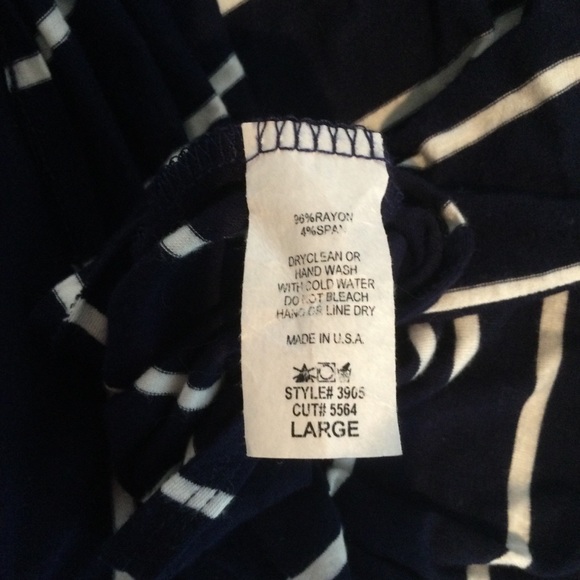 96%RAYON
4%SPAN
DRYCLEAN OR
HAND WASH
WITH COLD WATER
DO NOT BLEACH
HANG OR LINE DRY
MADE IN U.S.A.
STYLE# 3905
CUT# 5564
LARGE